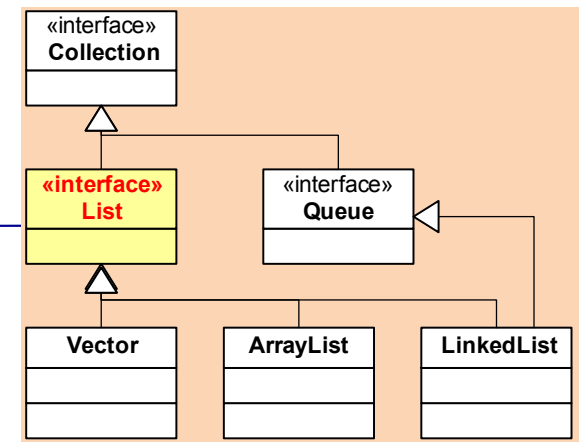 «interface»
Collection
«interface»
List
«interface»
Queue
Vector
ArrayList
LinkedList